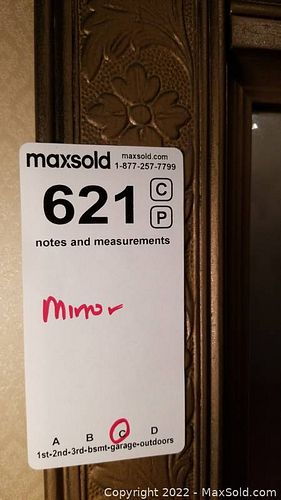 maxsold maxsold.com
1-877-257-7799
621 C
P
notes and measurements
Mirror
A B C D
1st-2nd-3rd-bsmt-garage-outdoors
Copyright © 2022 - MaxSold.com